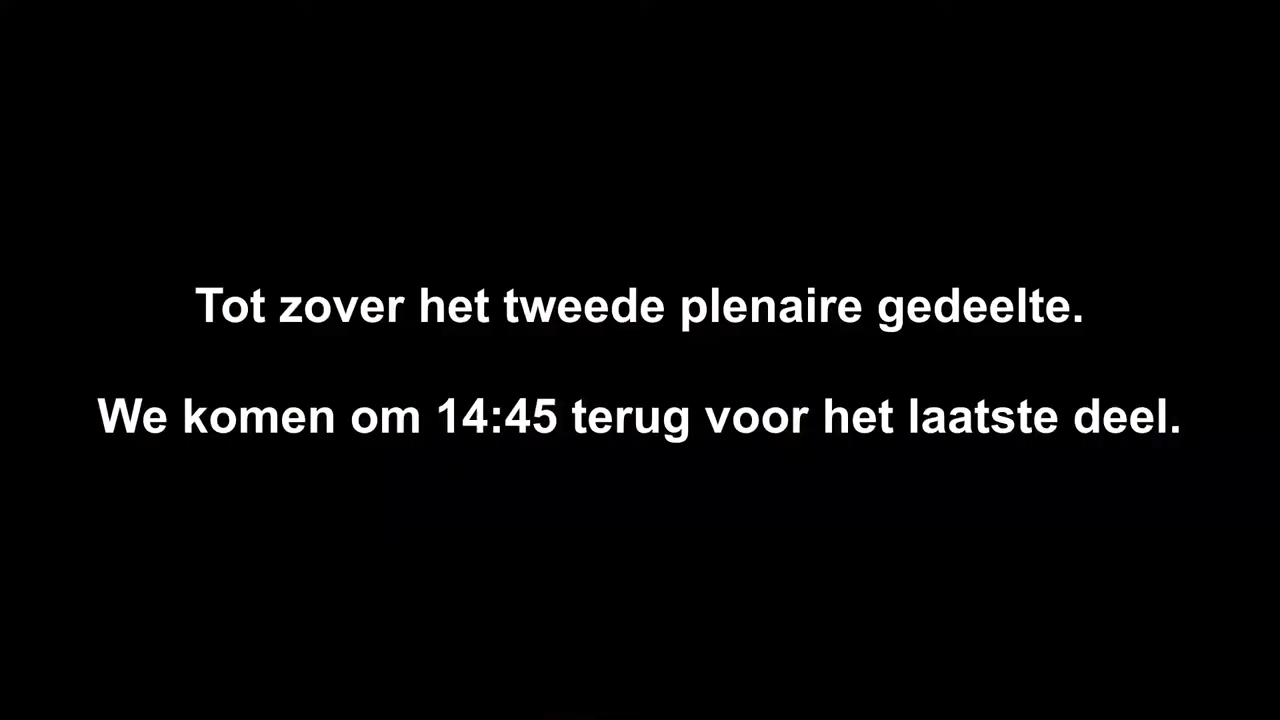 Tot zover het tweede plenaire gedeelte.
We komen om 14:45 terug voor het laatste deel.